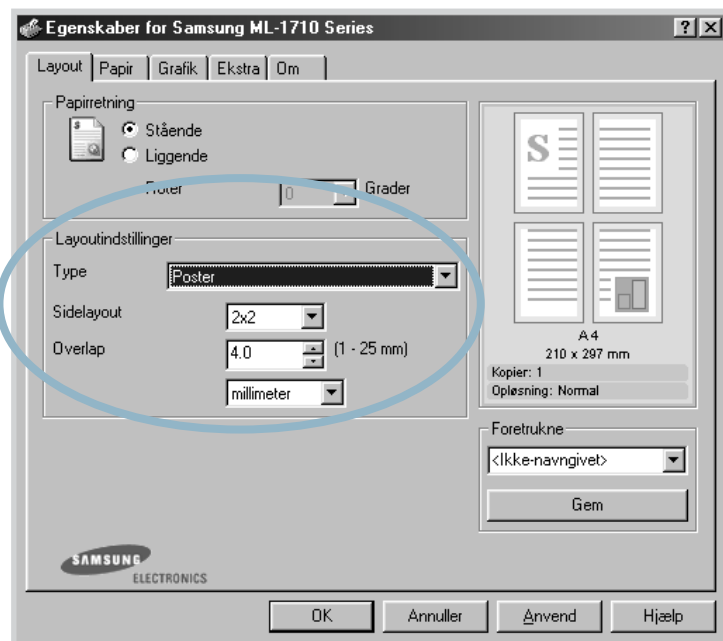 Egenskaber for Samsung ML-1710 Series
Layout Papir Grafik Ekstra Om
Papirretning
Stående
Liggende
Roter 0 Grader
Layoutindstillinger
Type Poster
Sidelayout 2x2
Overlap 4.0 (1 - 25 mm)
millimeter
S
A4
210 x 297 mm
Kopier: 1
Opløsning: Normal
Foretrukne
<Ikke-navngivet>
Gem
SAMSUNG
ELECTRONICS
OK Annuller Anvend Hjælp